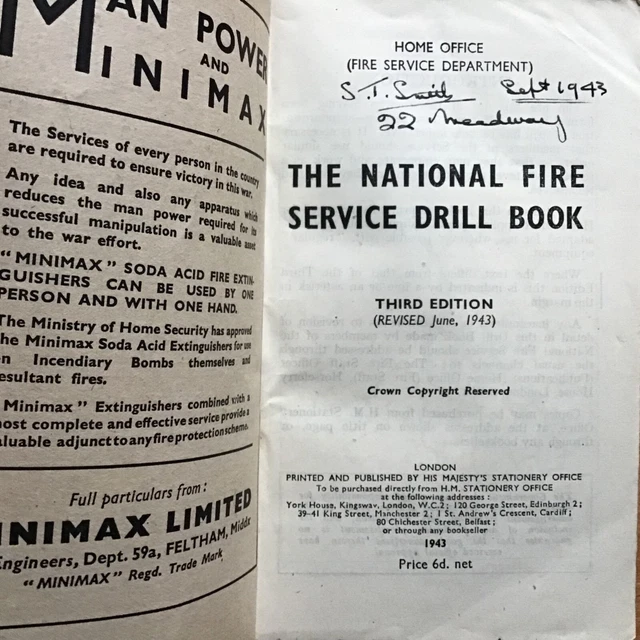 MAN POWER
AND
MINIMAX
The Services of every person in the country
are required to ensure victory in this war.
Any idea and also any apparatus which
reduces the man power required for its
successful manipulation is a valuable asset
to the war effort.
"MINIMAX" SODA ACID FIRE EXTIN-
GUISHERS CAN BE USED BY ONE
PERSON AND WITH ONE HAND.
The Ministry of Home Security has approved
the Minimax Soda Acid Extinguishers for use
on Incendiary Bombs themselves and
resultant fires.
Minimax" Extinguishers combined with a
most complete and effective service provide a
valuable adjunct to any fire protection scheme.
Full particulars from:
MINIMAX LIMITED
Engineers, Dept. 59a, FELTHAM, Middx
"MINIMAX" Regd. Trade Mark
HOME OFFICE
(FIRE SERVICE DEPARTMENT)
S.T. Smith Sept 1943
22 Meadway
THE NATIONAL FIRE
SERVICE DRILL BOOK
THIRD EDITION
(REVISED June, 1943)
Crown Copyright Reserved
LONDON
PRINTED AND PUBLISHED BY HIS MAJESTY'S STATIONERY OFFICE
To be purchased directly from H.M. STATIONERY OFFICE
at the following addresses:
York House, Kingsway, London, W.C.2; 120 George Street, Edinburgh 2;
39-41 King Street, Manchester 2; 1 St. Andrew's Crescent, Cardiff;
80 Chichester Street, Belfast;
or through any bookseller
1943
Price 6d. net